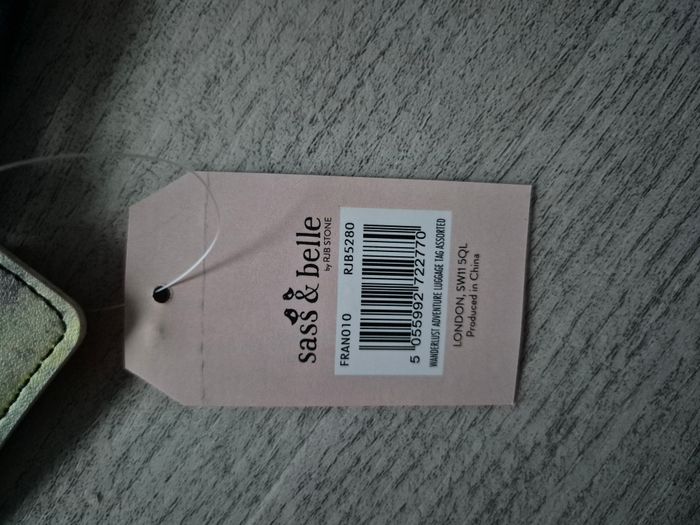 sass & belle
by RJB STONE
FRAN010 RJB5280
5 055992 722770
WANDERLUST ADVENTURE LUGGAGE TAG ASSORTED
LONDON, SW11 5QL
Produced in China